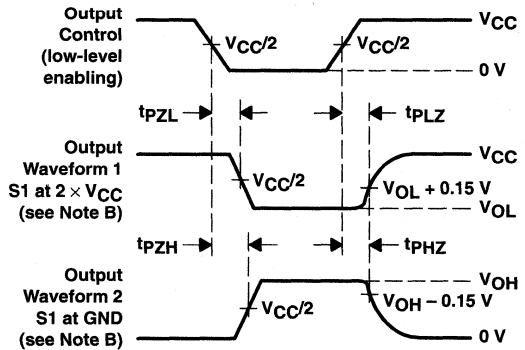 Output
Control
(low-level
enabling)
VCC/2
VCC/2
VCC
0 V
tPZL
tPLZ
Output
Waveform 1
S1 at 2 × VCC
(see Note B)
VCC/2
VCC
VOL + 0.15 V
VOL
tPZH
tPHZ
Output
Waveform 2
S1 at GND
(see Note B)
VCC/2
VOH
VOH − 0.15 V
0 V